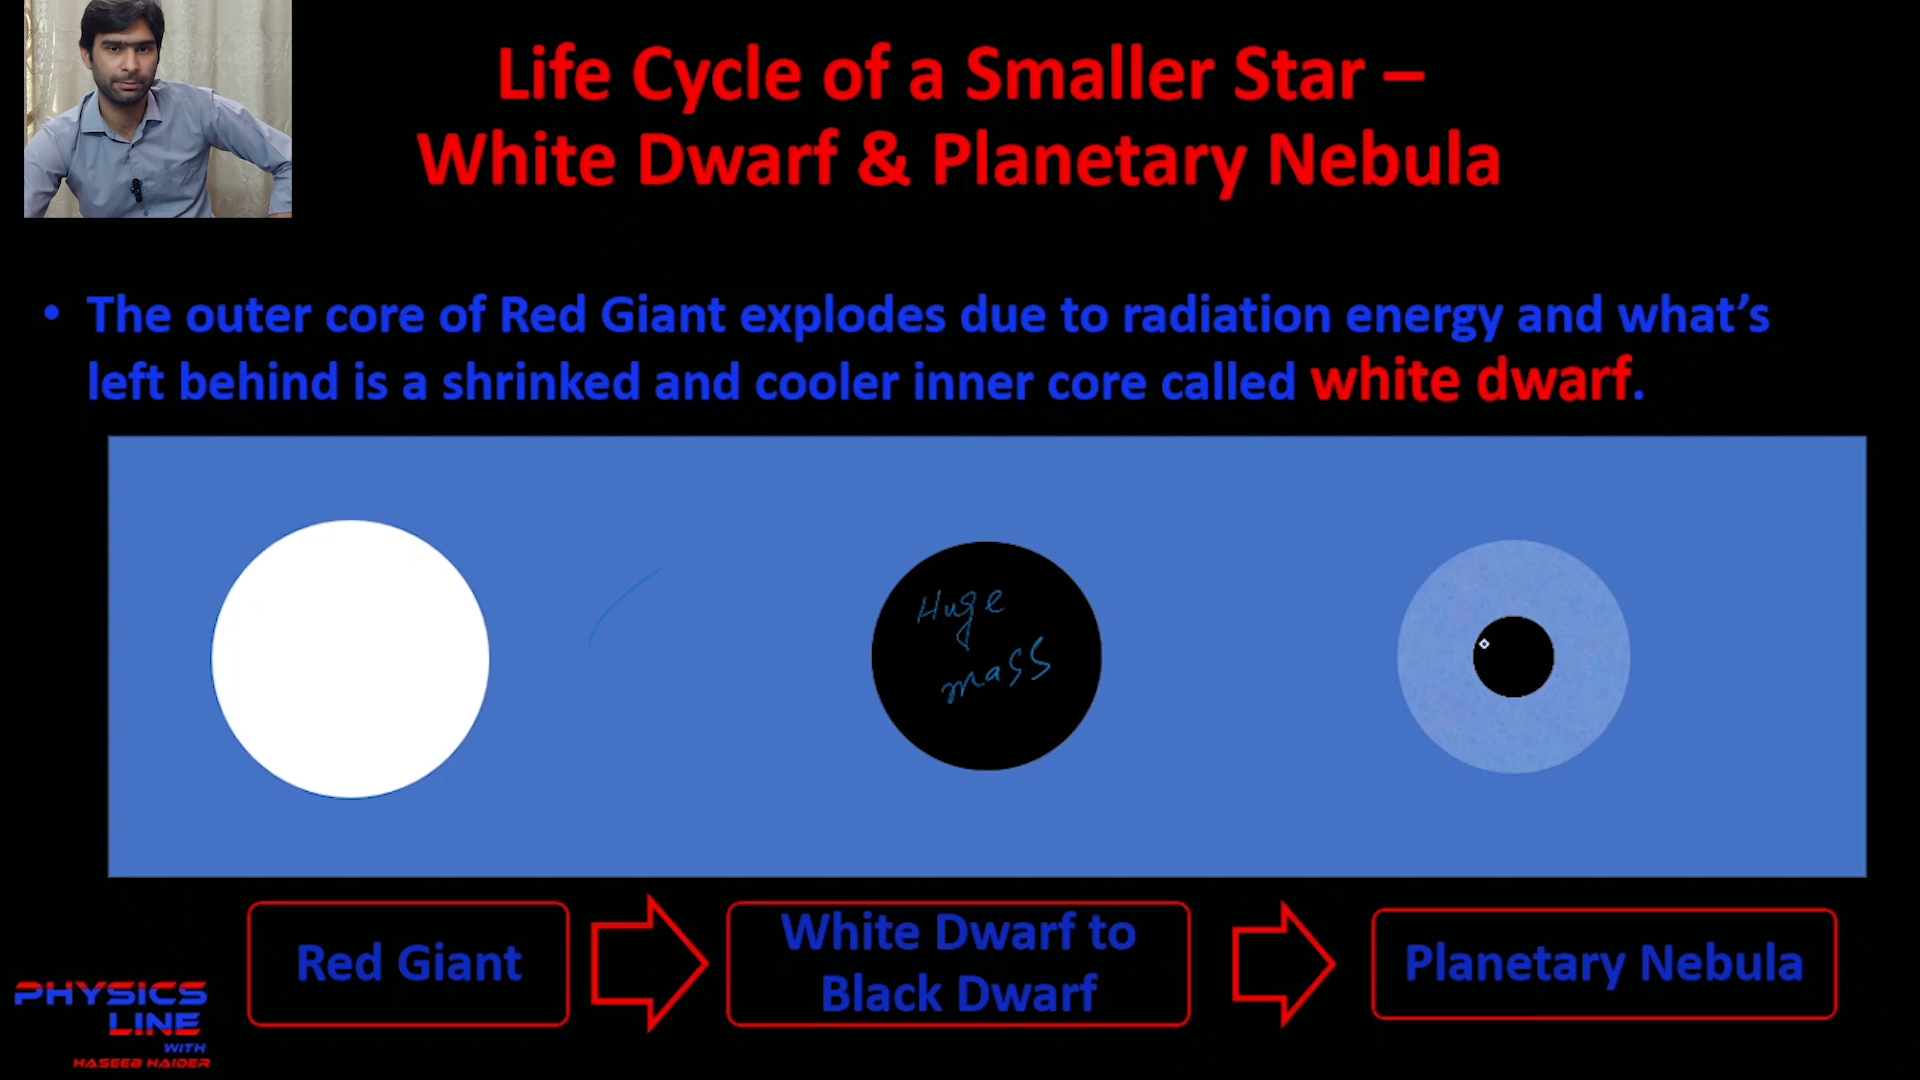 Life Cycle of a Smaller Star –
White Dwarf & Planetary Nebula
• The outer core of Red Giant explodes due to radiation energy and what’s
left behind is a shrinked and cooler inner core called white dwarf.
Huge
mass
Red Giant
White Dwarf to
Black Dwarf
Planetary Nebula
PHYSICS
LINE
WITH
HASEEB HAIDER